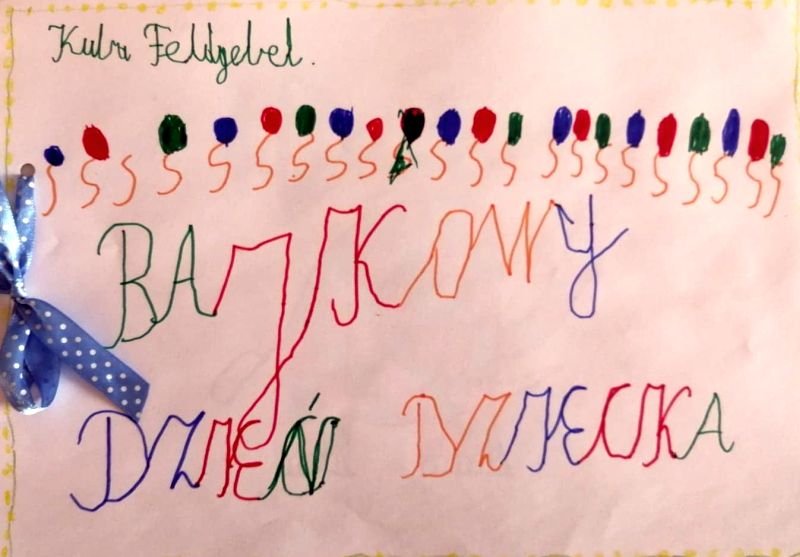 Kuba Feldgebel.
BAJKOWY
DZIEŃ DZIECKA